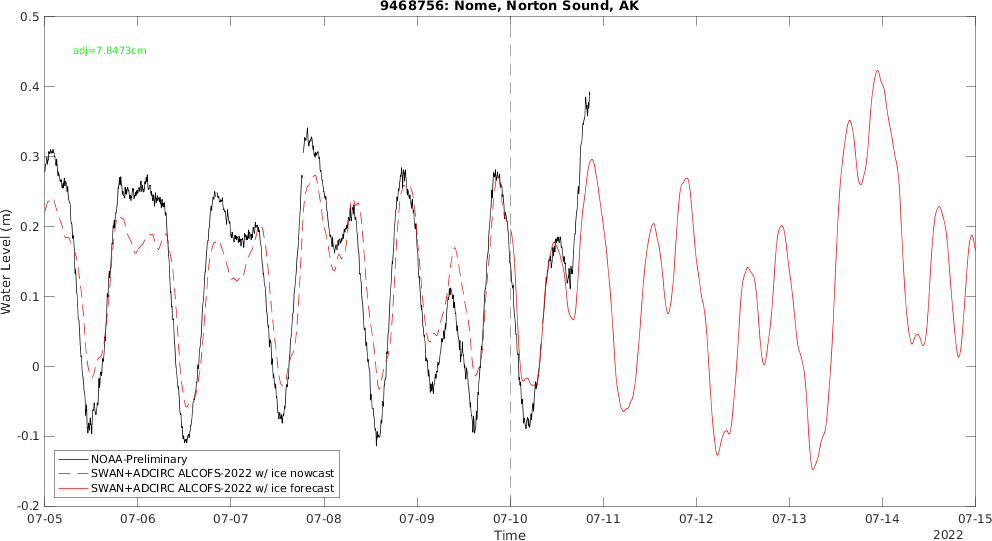 9468756: Nome, Norton Sound, AK
adj=7.8473cm
Water Level (m)
0.5
0.4
0.3
0.2
0.1
0
-0.1
-0.2
NOAA-Preliminary
SWAN+ADCIRC ALCOFS-2022 w/ ice nowcast
SWAN+ADCIRC ALCOFS-2022 w/ ice forecast
07-05 07-06 07-07 07-08 07-09 07-10 07-11 07-12 07-13 07-14 07-15
Time
2022